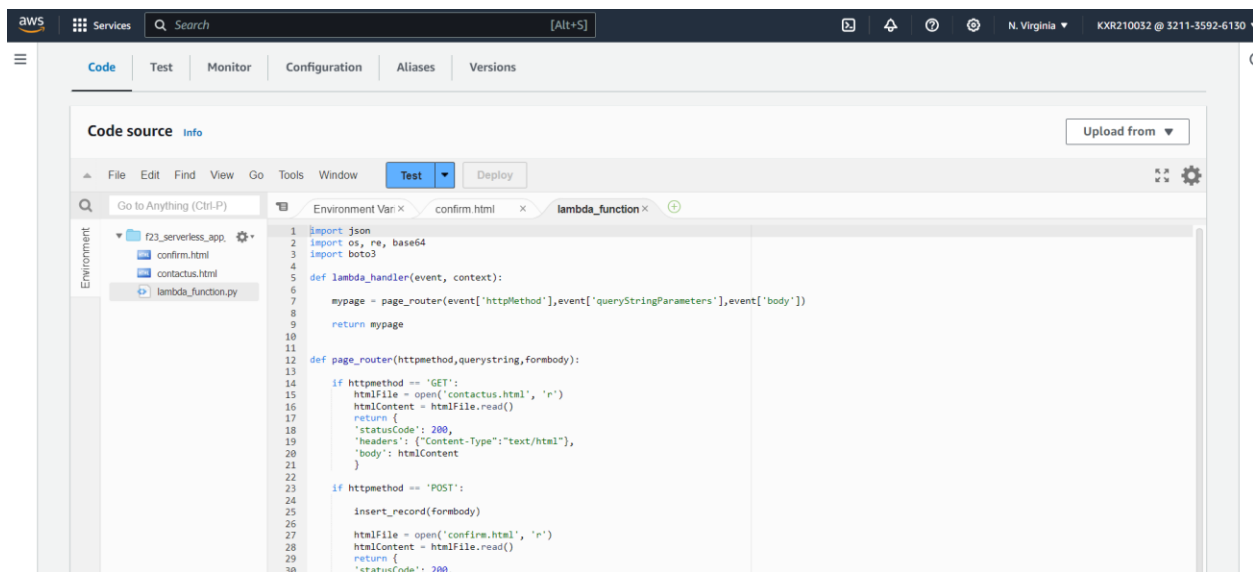 aws Services Search [Alt+S] N. Virginia ▼ KXR210032 @ 3211-3592-6130
Code Test Monitor Configuration Aliases Versions
Code source Info Upload from ▼
File Edit Find View Go Tools Window Test Deploy
Go to Anything (Ctrl-P) Environment Vari × confirm.html × lambda_function ×
Environment
f23_serverless_app_
confirm.html
contactus.html
lambda_function.py
1 import json
2 import os, re, base64
3 import boto3
4
5 def lambda_handler(event, context):
6
7 mypage = page_router(event['httpMethod'],event['queryStringParameters'],event['body'])
8
9 return mypage
10
11
12 def page_router(httpmethod,querystring,formbody):
13
14 if httpmethod == 'GET':
15 htmlFile = open('contactus.html', 'r')
16 htmlContent = htmlFile.read()
17 return {
18 'statusCode': 200,
19 'headers': {"Content-Type":"text/html"},
20 'body': htmlContent
21 }
22
23 if httpmethod == 'POST':
24
25 insert_record(formbody)
26
27 htmlFile = open('confirm.html', 'r')
28 htmlContent = htmlFile.read()
29 return {
30 'statusCode': 200,